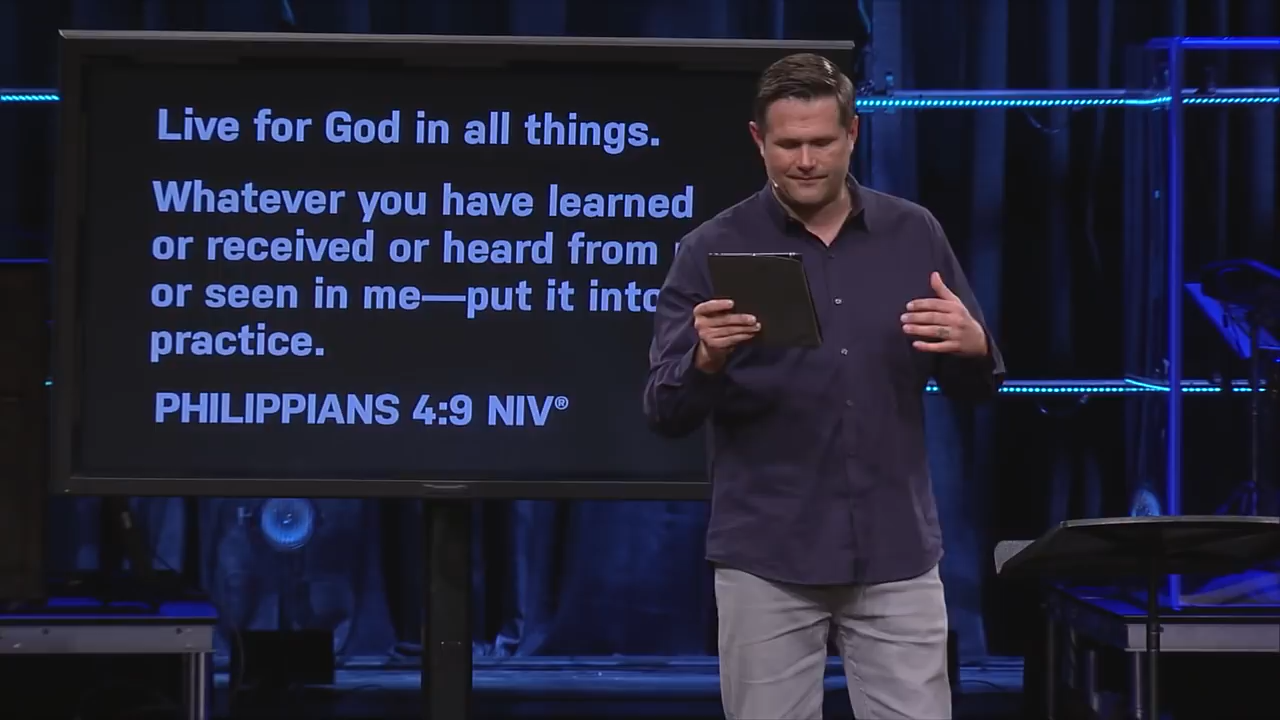 Live for God in all things.
Whatever you have learned
or received or heard from
or seen in me—put it into
practice.
PHILIPPIANS 4:9 NIV®